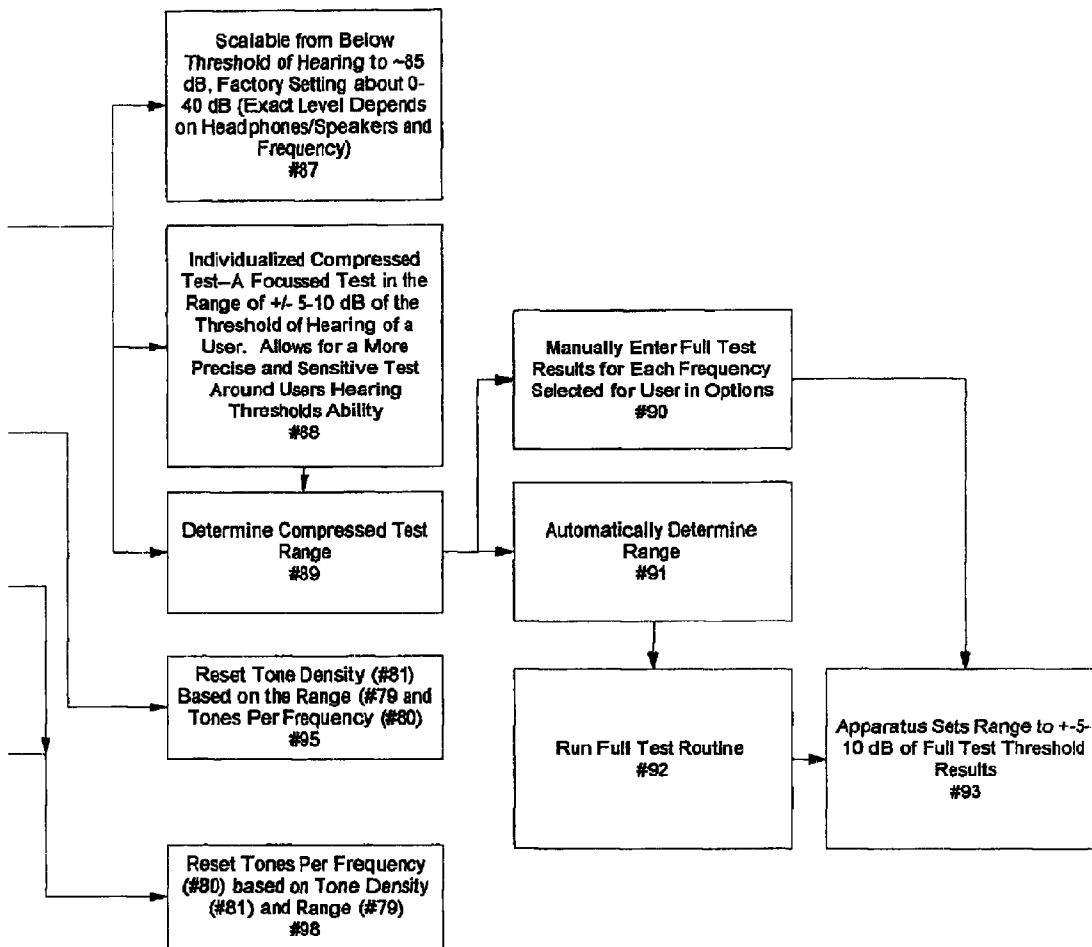 Scalable from Below
Threshold of Hearing to ~85
dB, Factory Setting about 0-
40 dB (Exact Level Depends
on Headphones/Speakers and
Frequency)
#87
Individualized Compressed
Test--A Focussed Test in the
Range of +/- 5-10 dB of the
Threshold of Hearing of a
User. Allows for a More
Precise and Sensitive Test
Around Users Hearing
Thresholds Ability
#88
Manually Enter Full Test
Results for Each Frequency
Selected for User in Options
#90
Determine Compressed Test
Range
#89
Automatically Determine
Range
#91
Reset Tone Density (#81)
Based on the Range (#79 and
Tones Per Frequency (#80)
#95
Run Full Test Routine
#92
Apparatus Sets Range to +-5-
10 dB of Full Test Threshold
Results
#93
Reset Tones Per Frequency
(#80) based on Tone Density
(#81) and Range (#79)
#98